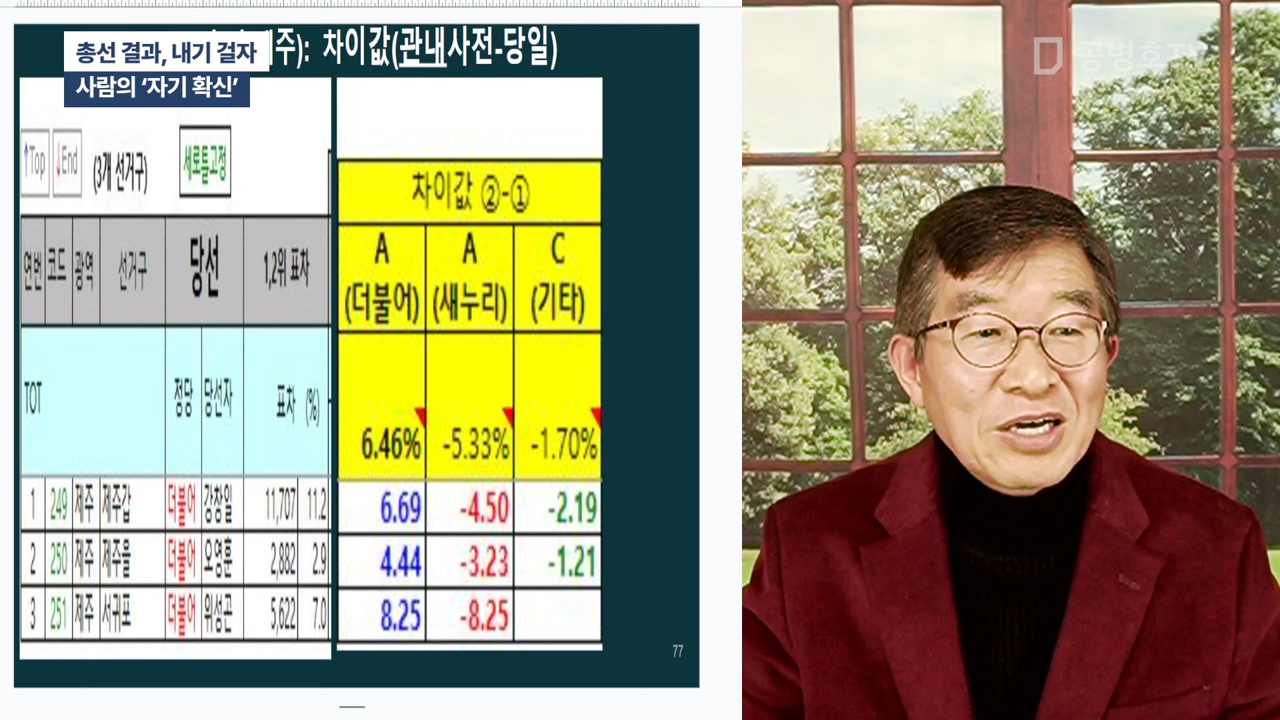 총선 결과, 내기 걸자
사람의 '자기 확신'
주): 차이값(관내사전-당일)
공병호TV
↑Top ↓End (3개 선거구) 세로틀고정
연번 코드 광역 선거구 당선 1,2위 표차
TOT 정당 당선자 표차 (%)
1 249 제주 제주갑 더불어 강창일 11,707 11.2
2 250 제주 제주을 더불어 오영훈 2,882 2.9
3 251 제주 서귀포 더불어 위성곤 5,622 7.0
차이값 ②-①
A A C
(더불어) (새누리) (기타)
6.46% -5.33% -1.70%
6.69 -4.50 -2.19
4.44 -3.23 -1.21
8.25 -8.25
77